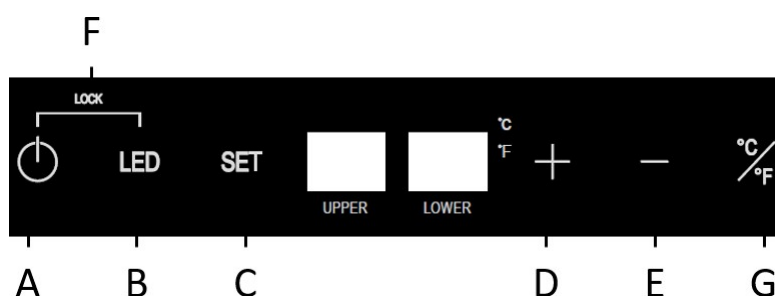 F
LOCK
LED SET °C
°F + − °C/°F
UPPER LOWER
A B C D E G